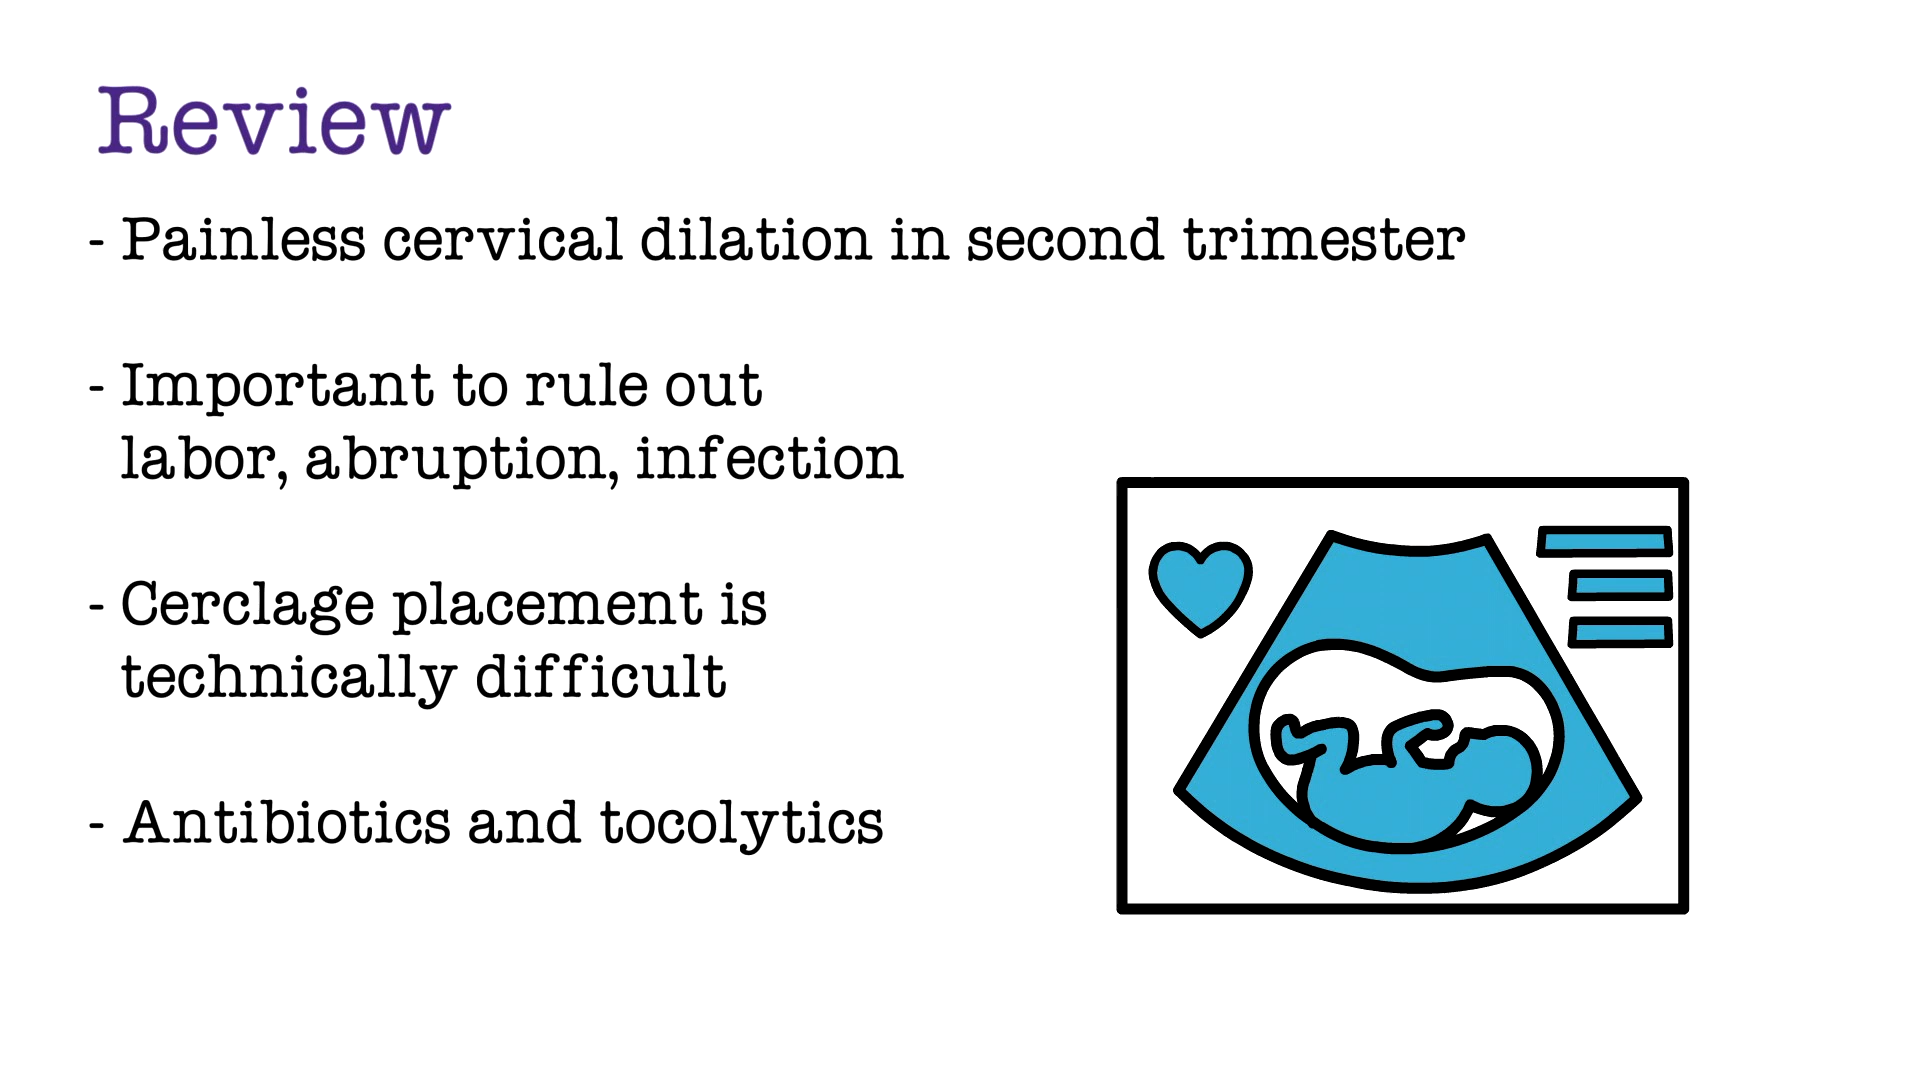 Review
- Painless cervical dilation in second trimester
- Important to rule out
labor, abruption, infection
- Cerclage placement is
technically difficult
- Antibiotics and tocolytics